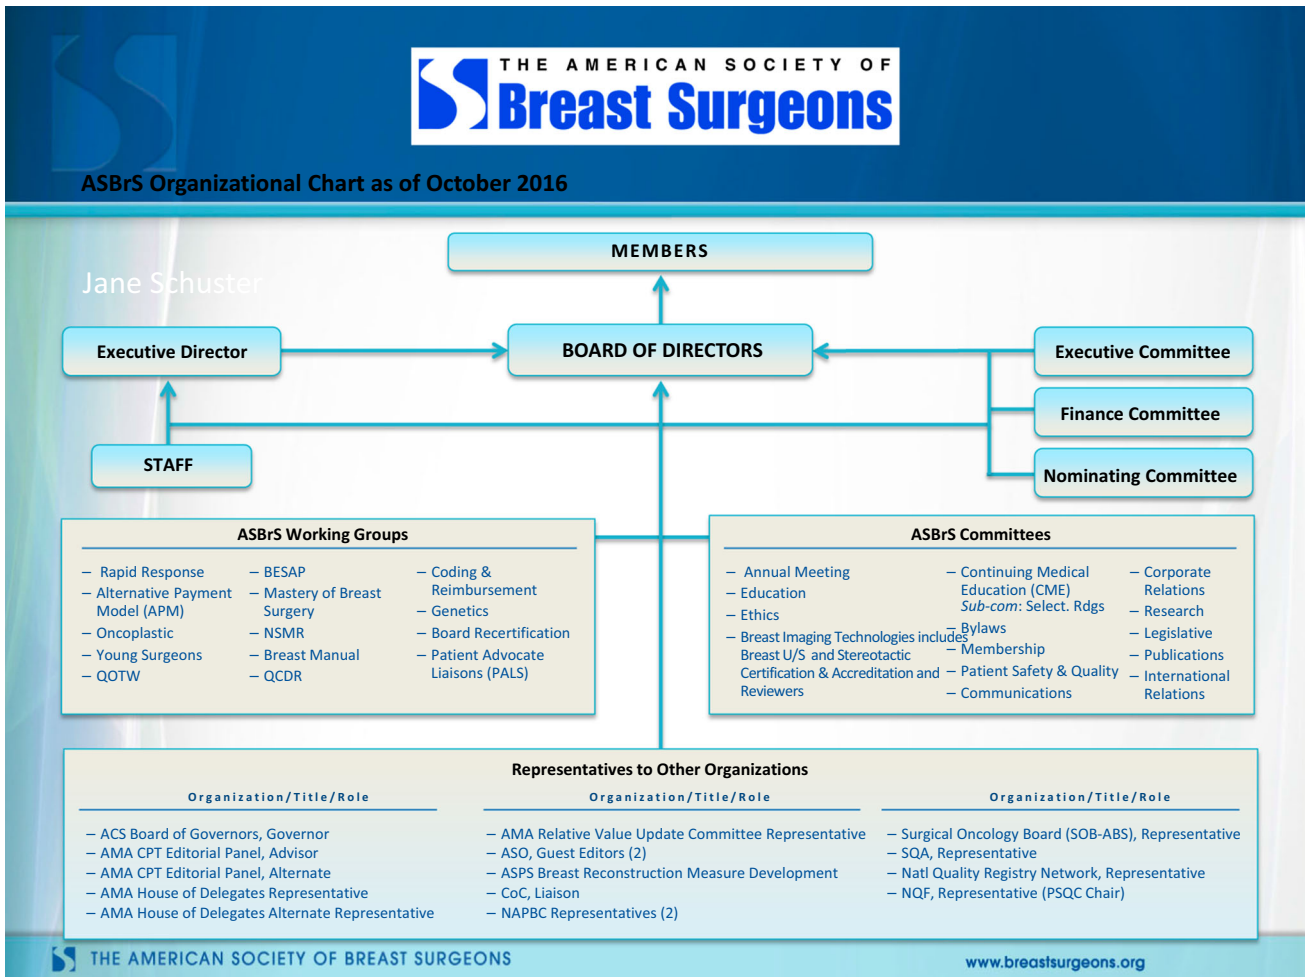 THE AMERICAN SOCIETY OF
Breast Surgeons
ASBrS Organizational Chart as of October 2016
MEMBERS
Jane Schuster
Executive Director
BOARD OF DIRECTORS
Executive Committee
Finance Committee
STAFF
Nominating Committee
ASBrS Working Groups
– Rapid Response
– Alternative Payment
Model (APM)
– Oncoplastic
– Young Surgeons
– QOTW
– BESAP
– Mastery of Breast
Surgery
– NSMR
– Breast Manual
– QCDR
– Coding &
Reimbursement
– Genetics
– Board Recertification
– Patient Advocate
Liaisons (PALS)
ASBrS Committees
– Annual Meeting
– Education
– Ethics
– Breast Imaging Technologies includes
Breast U/S and Stereotactic
Certification & Accreditation and
Reviewers
– Continuing Medical
Education (CME)
Sub-com: Select. Rdgs
– Bylaws
– Membership
– Patient Safety & Quality
– Communications
– Corporate
Relations
– Research
– Legislative
– Publications
– International
Relations
Representatives to Other Organizations
Organization/Title/Role
– ACS Board of Governors, Governor
– AMA CPT Editorial Panel, Advisor
– AMA CPT Editorial Panel, Alternate
– AMA House of Delegates Representative
– AMA House of Delegates Alternate Representative
Organization/Title/Role
– AMA Relative Value Update Committee Representative
– ASO, Guest Editors (2)
– ASPS Breast Reconstruction Measure Development
– CoC, Liaison
– NAPBC Representatives (2)
Organization/Title/Role
– Surgical Oncology Board (SOB-ABS), Representative
– SQA, Representative
– Natl Quality Registry Network, Representative
– NQF, Representative (PSQC Chair)
THE AMERICAN SOCIETY OF BREAST SURGEONS
www.breastsurgeons.org